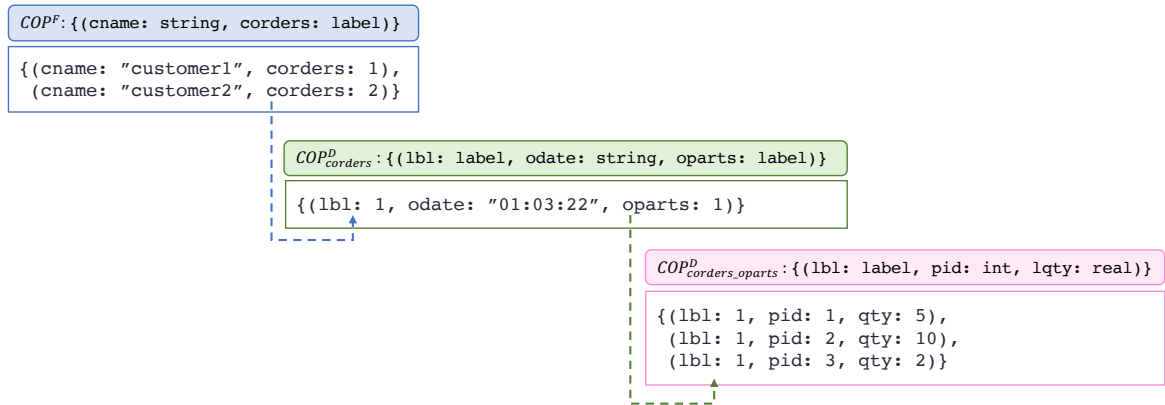 COP^F: {(cname: string, corders: label)}
{(cname: ”customer1”, corders: 1),
(cname: ”customer2”, corders: 2)}
COP^D_corders: {(lbl: label, odate: string, oparts: label)}
{(lbl: 1, odate: ”01:03:22”, oparts: 1)}
COP^D_corders_oparts: {(lbl: label, pid: int, lqty: real)}
{(lbl: 1, pid: 1, qty: 5),
(lbl: 1, pid: 2, qty: 10),
(lbl: 1, pid: 3, qty: 2)}